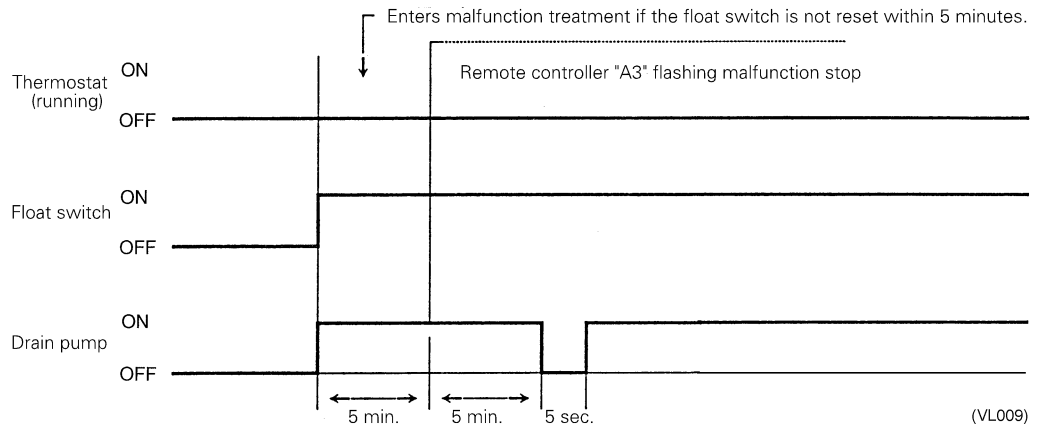 Enters malfunction treatment if the float switch is not reset within 5 minutes.
Remote controller "A3" flashing malfunction stop
Thermostat
(running)
ON
OFF
Float switch
ON
OFF
Drain pump
ON
OFF
5 min.
5 min.
5 sec.
(VL009)